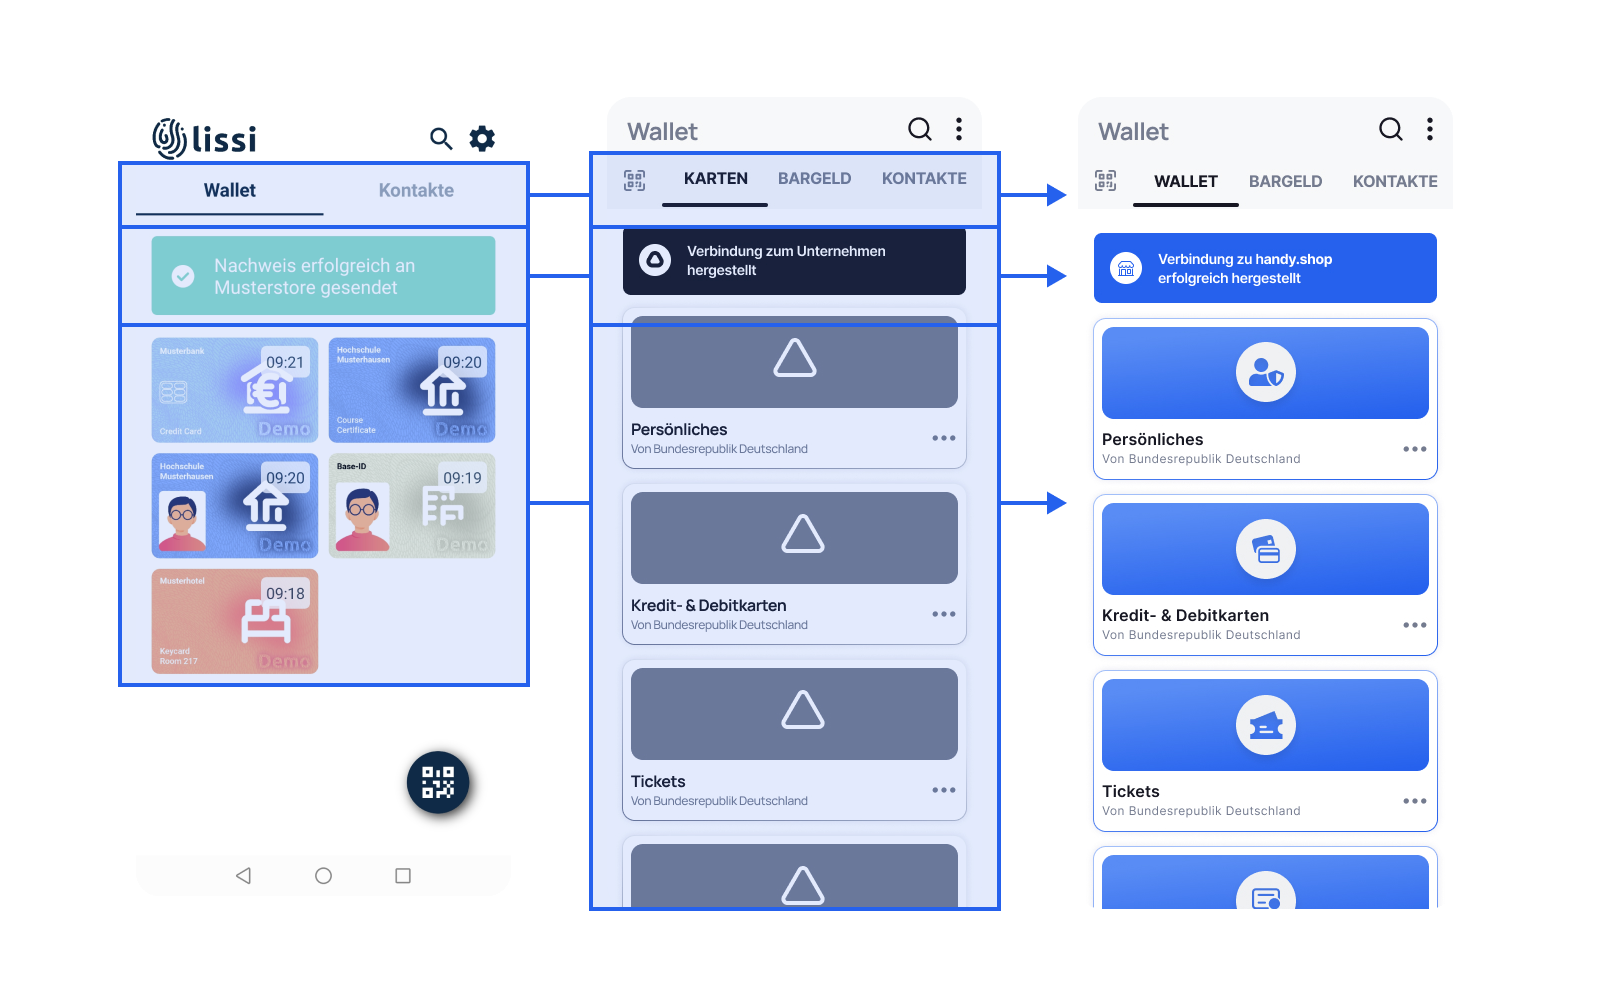 lissi
Wallet
Kontakte
Nachweis erfolgreich an
Musterstore gesendet
Musterbank
09:21
Credit Card
Demo
Hochschule
Musterhausen
09:20
Course
Certificate
Demo
Hochschule
Musterhausen
09:20
Demo
Base-ID
09:19
Demo
Musterhotel
09:18
Keycard
Room 217
Demo
Wallet
KARTEN
BARGELD
KONTAKTE
Verbindung zum Unternehmen
hergestellt
Persönliches
Von Bundesrepublik Deutschland
Kredit- & Debitkarten
Von Bundesrepublik Deutschland
Tickets
Von Bundesrepublik Deutschland
Wallet
WALLET
BARGELD
KONTAKTE
Verbindung zu handy.shop
erfolgreich hergestellt
Persönliches
Von Bundesrepublik Deutschland
Kredit- & Debitkarten
Von Bundesrepublik Deutschland
Tickets
Von Bundesrepublik Deutschland